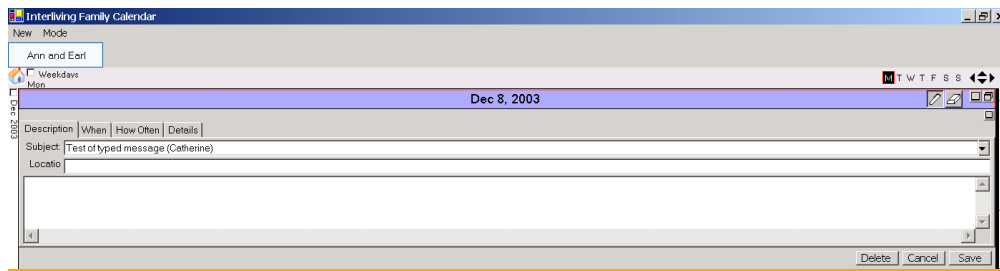 Interliving Family Calendar
New Mode
Ann and Earl
Weekdays
Mon
M T W T F S S
Dec 2003
Dec 8, 2003
Description When How Often Details
Subject: Test of typed message (Catherine)
Locatio
Delete Cancel Save